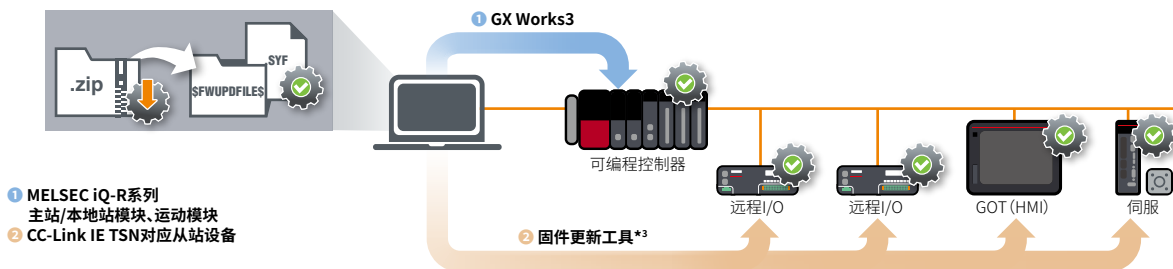 ❶ GX Works3
.zip
.SYF
$FWUPDFILE$
可编程控制器
远程I/O
远程I/O
GOT（HMI）
伺服
❶ MELSEC iQ-R系列
主站/本地站模块、运动模块
❷ CC-Link IE TSN对应从站设备
❷ 固件更新工具*3